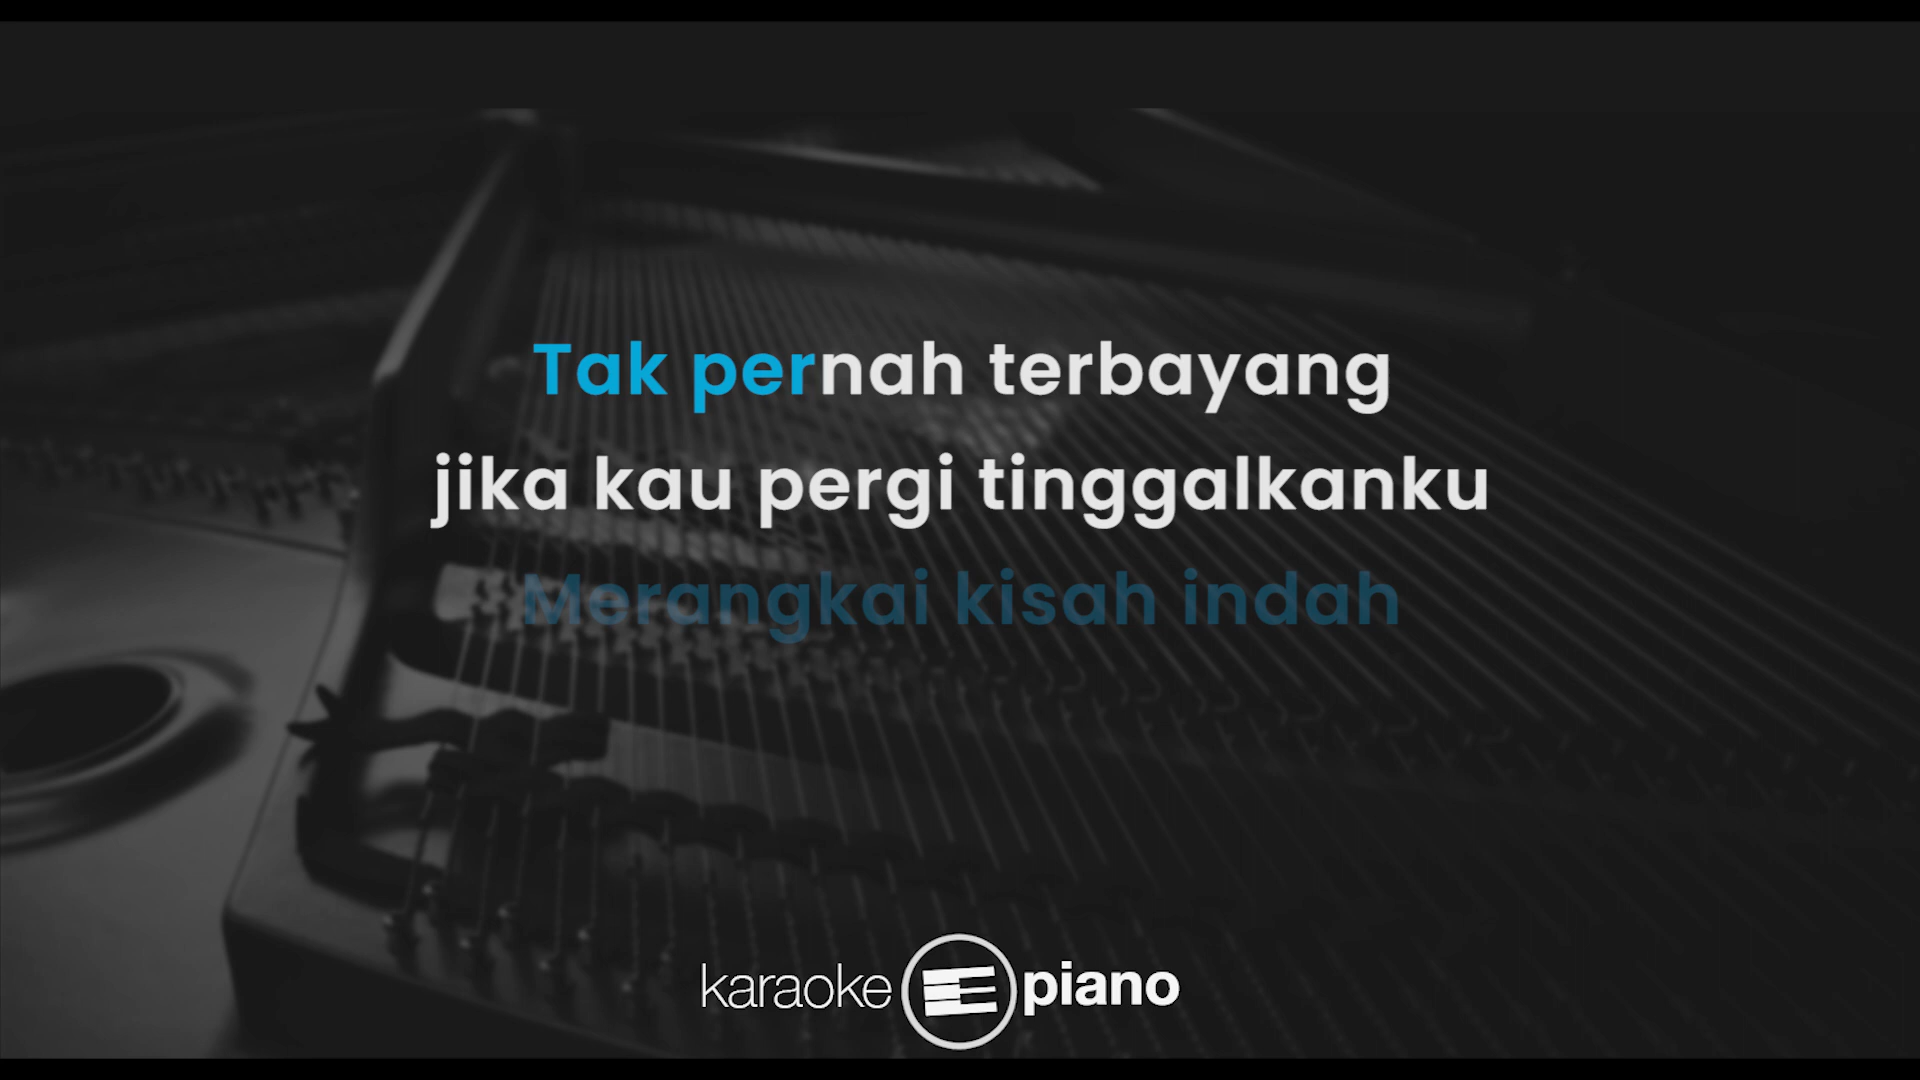 Tak pernah terbayang
jika kau pergi tinggalkanku
Merangkai kisah indah
karaoke piano